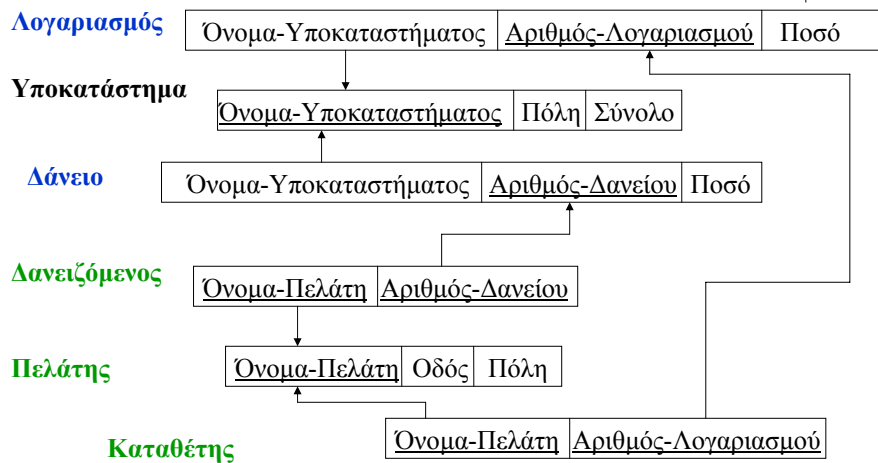 Λογαριασμός Όνομα-Υποκαταστήματος Αριθμός-Λογαριασμού Ποσό
Υποκατάστημα
Όνομα-Υποκαταστήματος Πόλη Σύνολο
Δάνειο Όνομα-Υποκαταστήματος Αριθμός-Δανείου Ποσό
Δανειζόμενος Όνομα-Πελάτη Αριθμός-Δανείου
Πελάτης Όνομα-Πελάτη Οδός Πόλη
Καταθέτης Όνομα-Πελάτη Αριθμός-Λογαριασμού